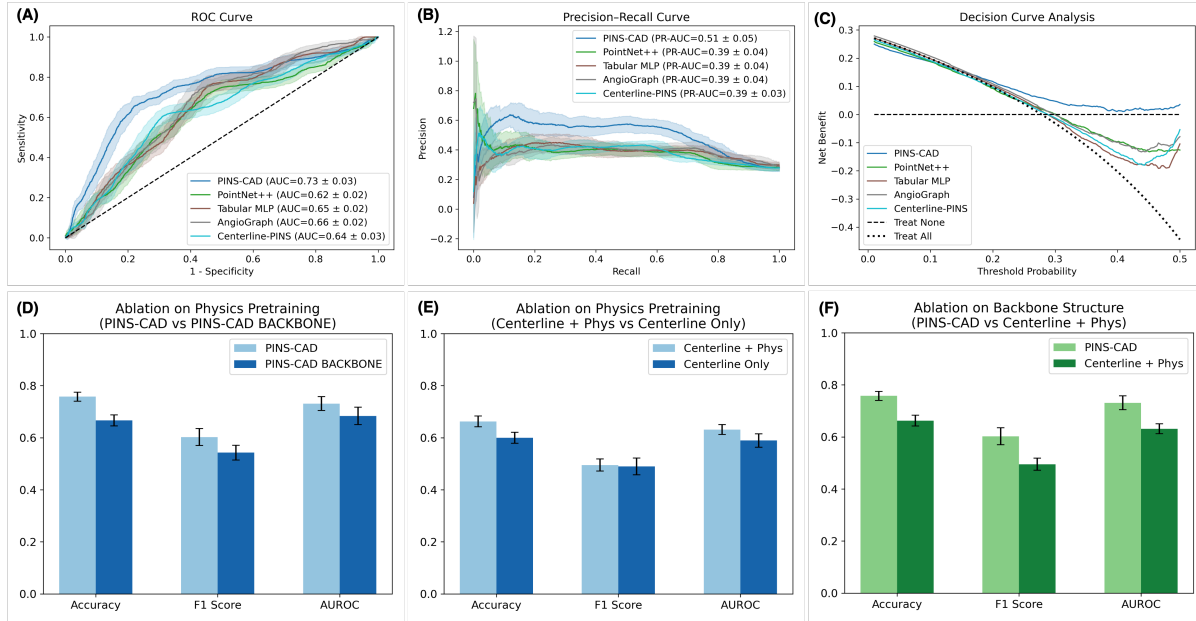 (A)
ROC Curve
Sensitivity
1.0
0.8
0.6
0.4
0.2
0.0
PINS-CAD (AUC=0.73 ± 0.03)
PointNet++ (AUC=0.62 ± 0.02)
Tabular MLP (AUC=0.65 ± 0.02)
AngioGraph (AUC=0.66 ± 0.02)
Centerline-PINS (AUC=0.64 ± 0.03)
0.0 0.2 0.4 0.6 0.8 1.0
1 - Specificity
(B)
Precision–Recall Curve
Precision
1.2
1.0
0.8
0.6
0.4
0.2
0.0
−0.2
PINS-CAD (PR-AUC=0.51 ± 0.05)
PointNet++ (PR-AUC=0.39 ± 0.04)
Tabular MLP (PR-AUC=0.39 ± 0.04)
AngioGraph (PR-AUC=0.39 ± 0.04)
Centerline-PINS (PR-AUC=0.39 ± 0.03)
0.0 0.2 0.4 0.6 0.8 1.0
Recall
(C)
Decision Curve Analysis
Net Benefit
0.3
0.2
0.1
0.0
−0.1
−0.2
−0.3
−0.4
PINS-CAD
PointNet++
Tabular MLP
AngioGraph
Centerline-PINS
Treat None
Treat All
0.0 0.1 0.2 0.3 0.4 0.5
Threshold Probability
(D)
Ablation on Physics Pretraining
(PINS-CAD vs PINS-CAD BACKBONE)
1.0
0.8
0.6
0.4
0.2
0.0
PINS-CAD
PINS-CAD BACKBONE
Accuracy F1 Score AUROC
(E)
Ablation on Physics Pretraining
(Centerline + Phys vs Centerline Only)
1.0
0.8
0.6
0.4
0.2
0.0
Centerline + Phys
Centerline Only
Accuracy F1 Score AUROC
(F)
Ablation on Backbone Structure
(PINS-CAD vs Centerline + Phys)
1.0
0.8
0.6
0.4
0.2
0.0
PINS-CAD
Centerline + Phys
Accuracy F1 Score AUROC